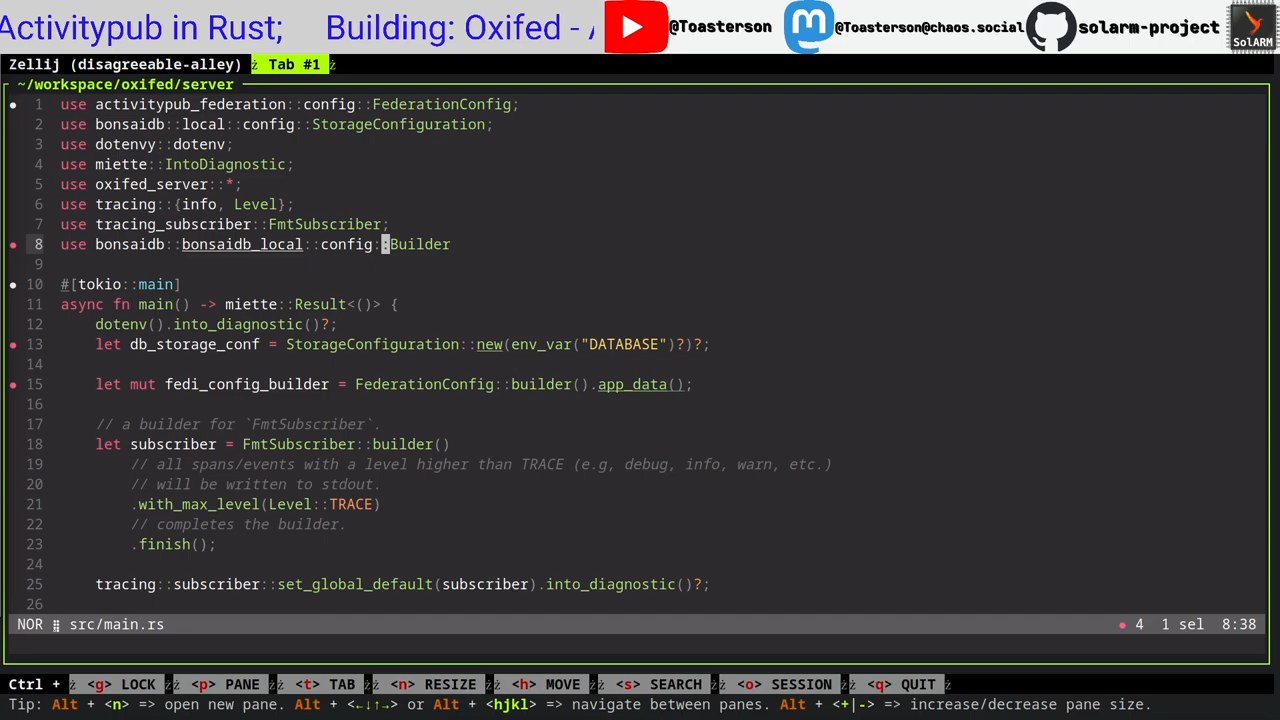 Activitypub in Rust;     Building: Oxifed - A
@Toasterson @Toasterson@chaos.social solarm-project SolARM
Zellij (disagreeable-alley) Tab #1
~/workspace/oxifed/server
1 use activitypub_federation::config::FederationConfig;
2 use bonsaidb::local::config::StorageConfiguration;
3 use dotenvy::dotenv;
4 use miette::IntoDiagnostic;
5 use oxifed_server::*;
6 use tracing::{info, Level};
7 use tracing_subscriber::FmtSubscriber;
8 use bonsaidb::bonsaidb_local::config::Builder
9
10 #[tokio::main]
11 async fn main() -> miette::Result<()> {
12     dotenv().into_diagnostic()?;
13     let db_storage_conf = StorageConfiguration::new(env_var("DATABASE")?)?;
14
15     let mut fedi_config_builder = FederationConfig::builder().app_data();
16
17     // a builder for `FmtSubscriber`.
18     let subscriber = FmtSubscriber::builder()
19         // all spans/events with a level higher than TRACE (e.g, debug, info, warn, etc.)
20         // will be written to stdout.
21         .with_max_level(Level::TRACE)
22         // completes the builder.
23         .finish();
24
25     tracing::subscriber::set_global_default(subscriber).into_diagnostic()?;
26
NOR ⣾ src/main.rs ● 4 1 sel 8:38
Ctrl + ż <g> LOCK ż <p> PANE ż <t> TAB ż <n> RESIZE ż <h> MOVE ż <s> SEARCH ż <o> SESSION ż <q> QUIT ż
Tip: Alt + <n> => open new pane. Alt + <←↓↑→> or Alt + <hjkl> => navigate between panes. Alt + <+|-> => increase/decrease pane size.